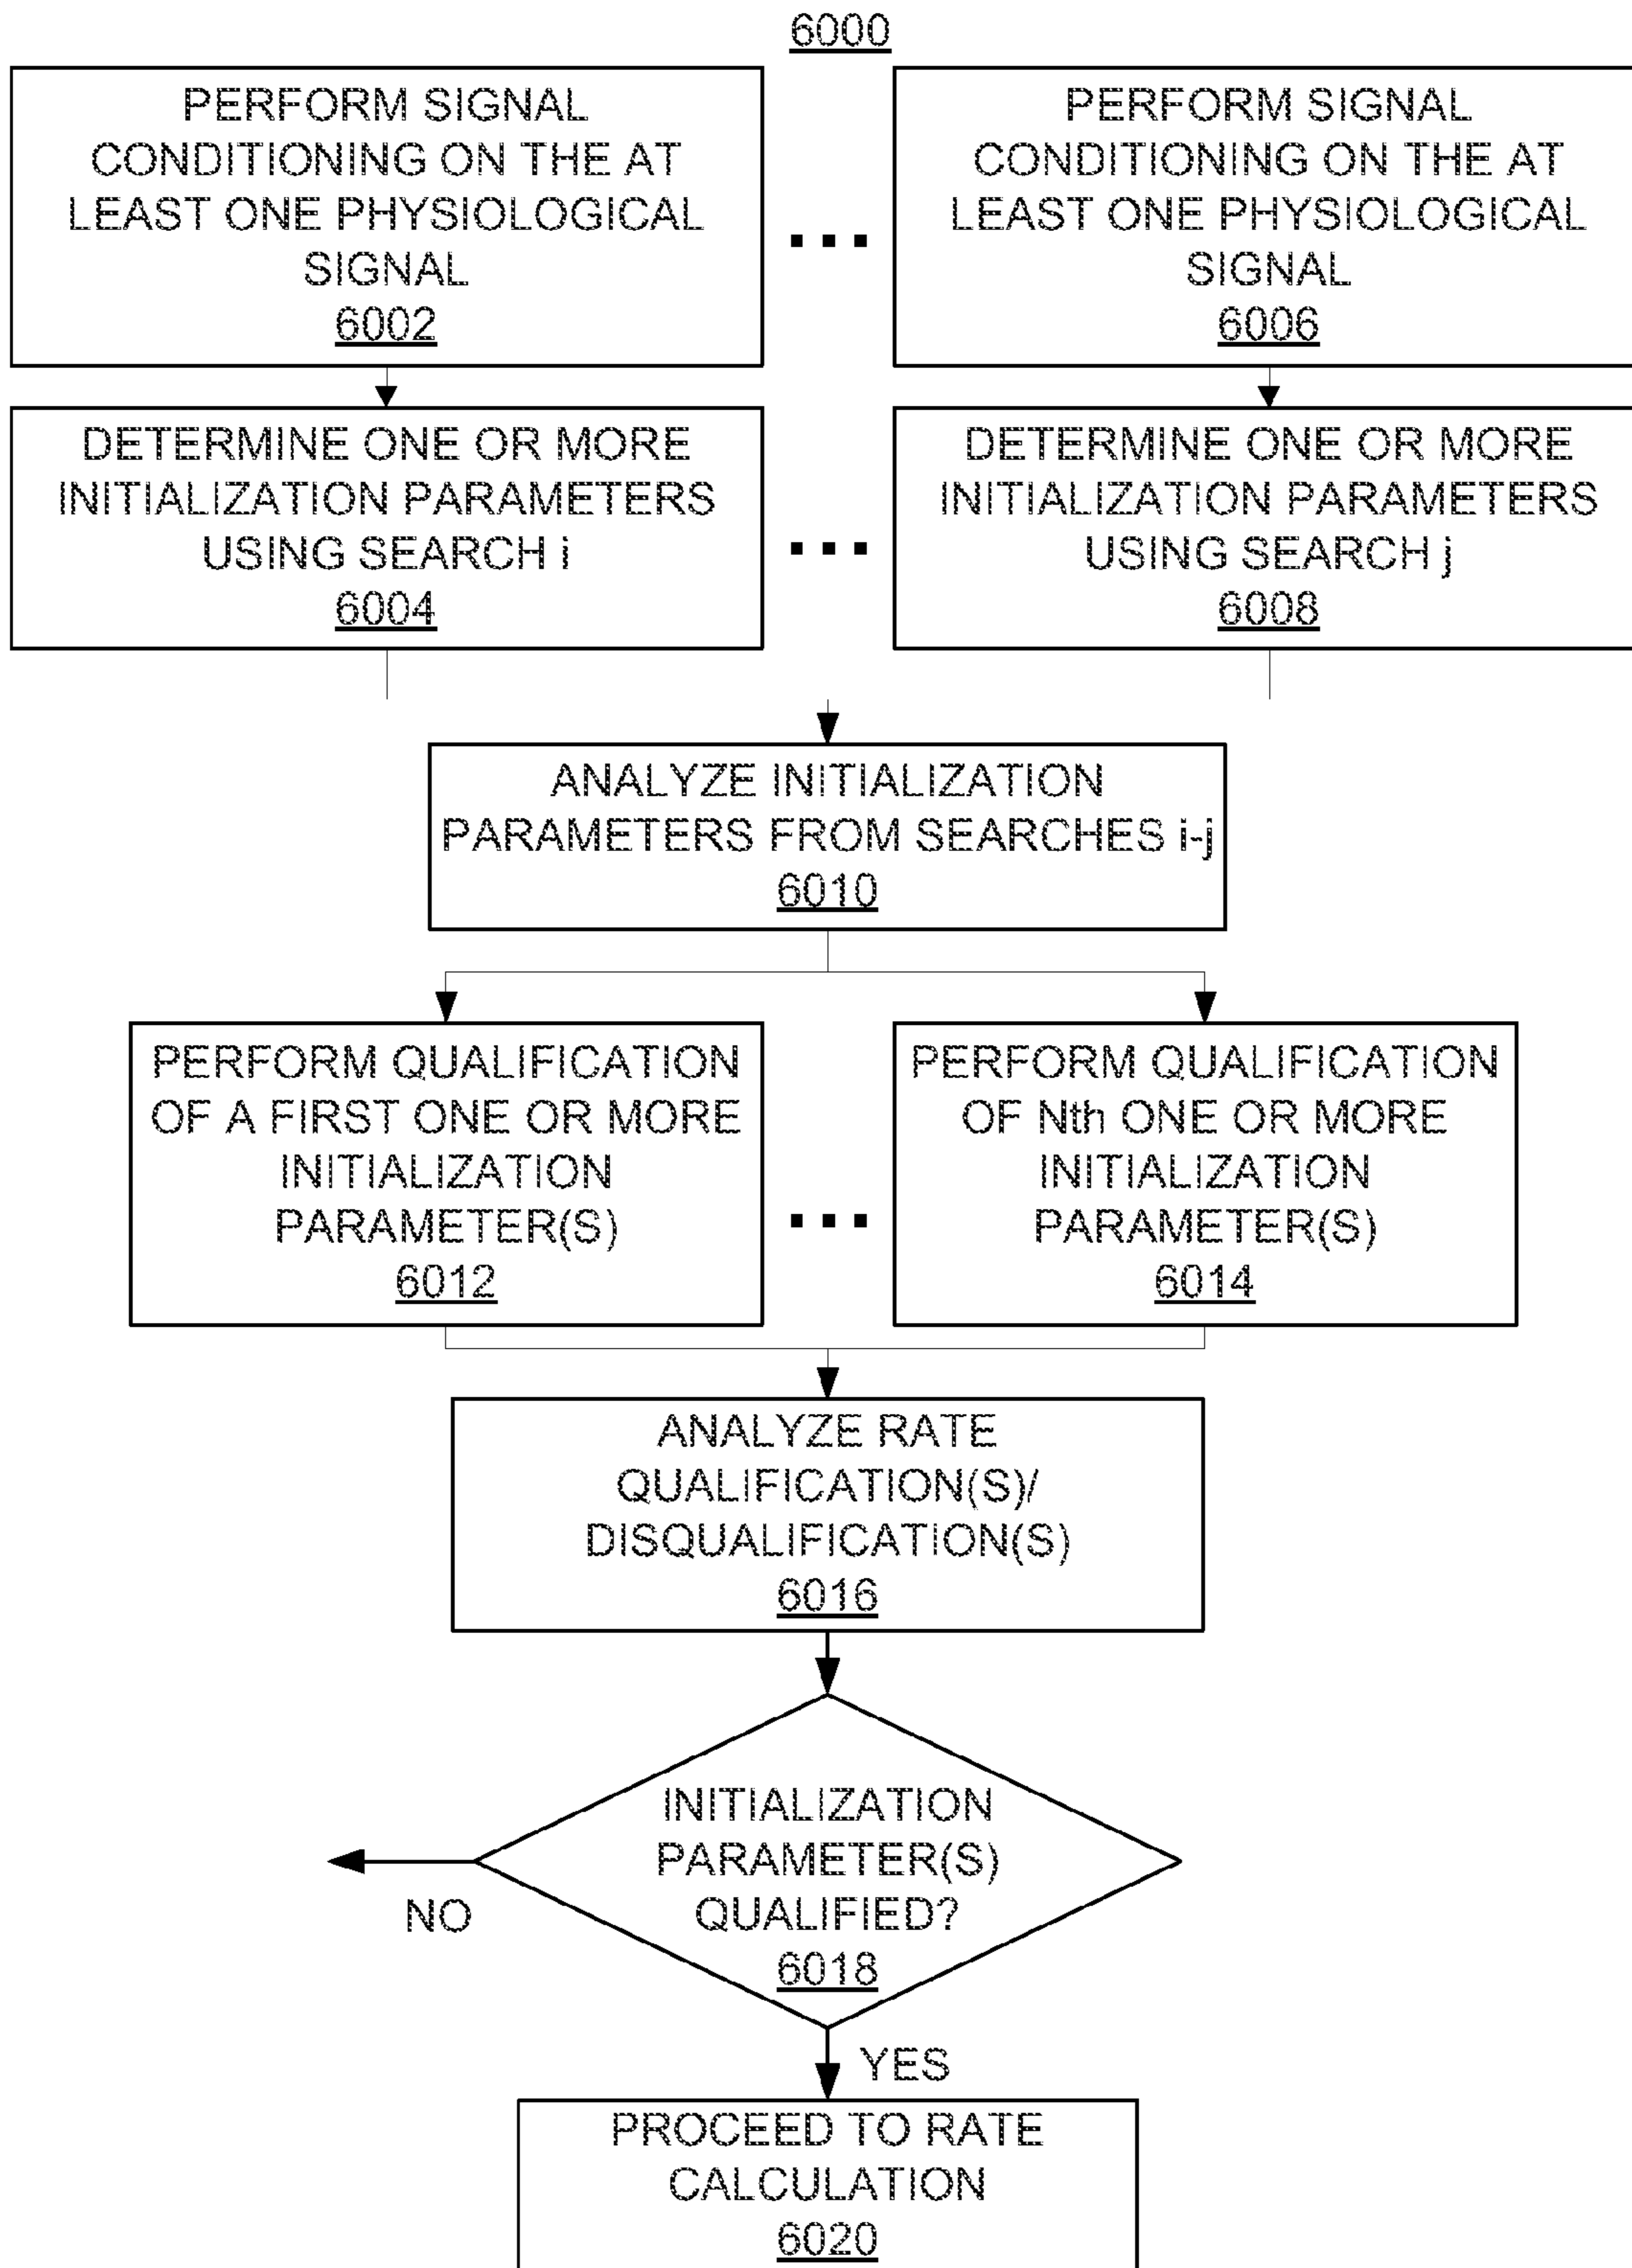 6000
PERFORM SIGNAL
CONDITIONING ON THE AT
LEAST ONE PHYSIOLOGICAL
SIGNAL
6002
PERFORM SIGNAL
CONDITIONING ON THE AT
LEAST ONE PHYSIOLOGICAL
SIGNAL
6006
...
DETERMINE ONE OR MORE
INITIALIZATION PARAMETERS
USING SEARCH i
6004
DETERMINE ONE OR MORE
INITIALIZATION PARAMETERS
USING SEARCH j
6008
...
ANALYZE INITIALIZATION
PARAMETERS FROM SEARCHES i-j
6010
PERFORM QUALIFICATION
OF A FIRST ONE OR MORE
INITIALIZATION
PARAMETER(S)
6012
...
PERFORM QUALIFICATION
OF Nth ONE OR MORE
INITIALIZATION
PARAMETER(S)
6014
ANALYZE RATE
QUALIFICATION(S)/
DISQUALIFICATION(S)
6016
INITIALIZATION
PARAMETER(S)
QUALIFIED?
6018
NO
YES
PROCEED TO RATE
CALCULATION
6020